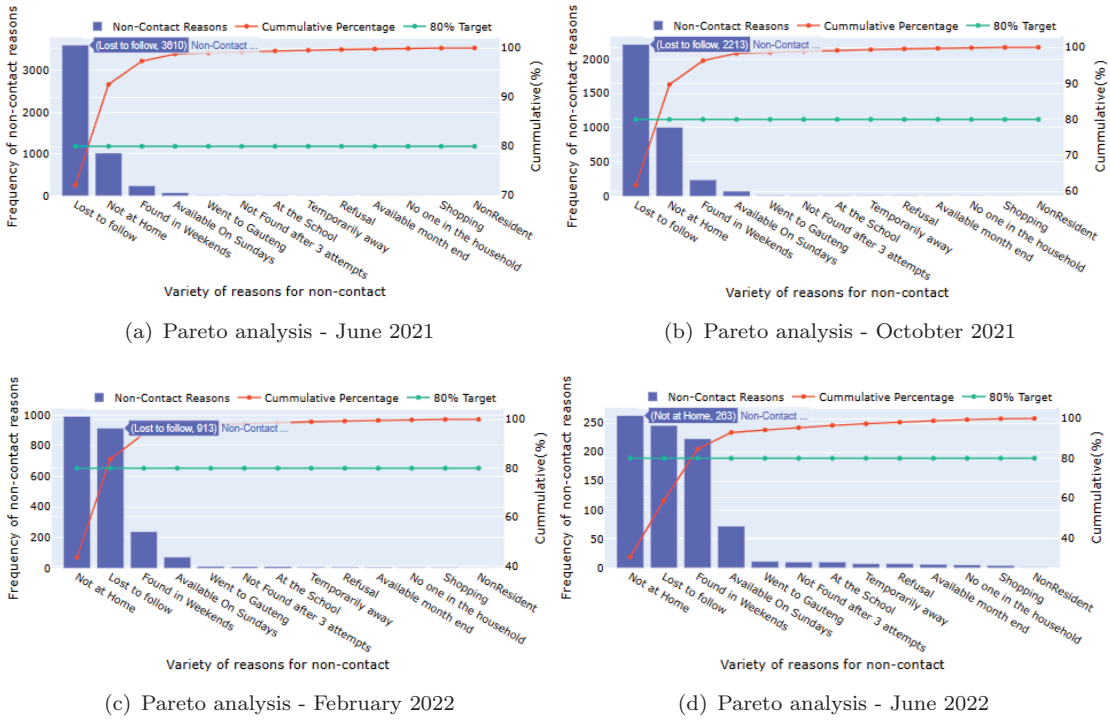 Non-Contact Reasons Cummulative Percentage 80% Target
(Lost to follow, 3610) Non-Contact ...
Frequency of non-contact reasons
3000
2000
1000
0
100
90
80
70
Cummulative(%)
Lost to follow
Not at Home
Found in Weekends
Available On Sundays
Went to Gauteng
Not Found after 3 attempts
At the School
Temporarily away
Refusal
Available month end
No one in the household
Shopping
NonResident
Variety of reasons for non-contact
(a) Pareto analysis - June 2021
Non-Contact Reasons Cummulative Percentage 80% Target
(Lost to follow, 2213) Non-Contact ...
Frequency of non-contact reasons
2000
1500
1000
500
0
100
90
80
70
60
Cummulative(%)
Lost to follow
Not at Home
Found in Weekends
Available On Sundays
Went to Gauteng
Not Found after 3 attempts
At the School
Temporarily away
Refusal
Available month end
No one in the household
Shopping
NonResident
Variety of reasons for non-contact
(b) Pareto analysis - Octobter 2021
Non-Contact Reasons Cummulative Percentage 80% Target
(Lost to follow, 913) Non-Contact ...
Frequency of non-contact reasons
1000
800
600
400
200
0
100
80
60
40
Cummulative(%)
Not at Home
Lost to follow
Found in Weekends
Available On Sundays
Went to Gauteng
Not Found after 3 attempts
At the School
Temporarily away
Refusal
Available month end
No one in the household
Shopping
NonResident
Variety of reasons for non-contact
(c) Pareto analysis - February 2022
Non-Contact Reasons Cummulative Percentage 80% Target
(Not at Home, 263) Non-Contact ...
Frequency of non-contact reasons
250
200
150
100
50
0
100
80
60
40
Cummulative(%)
Not at Home
Lost to follow
Found in Weekends
Available On Sundays
Went to Gauteng
Not Found after 3 attempts
At the School
Temporarily away
Refusal
Available month end
No one in the household
Shopping
NonResident
Variety of reasons for non-contact
(d) Pareto analysis - June 2022